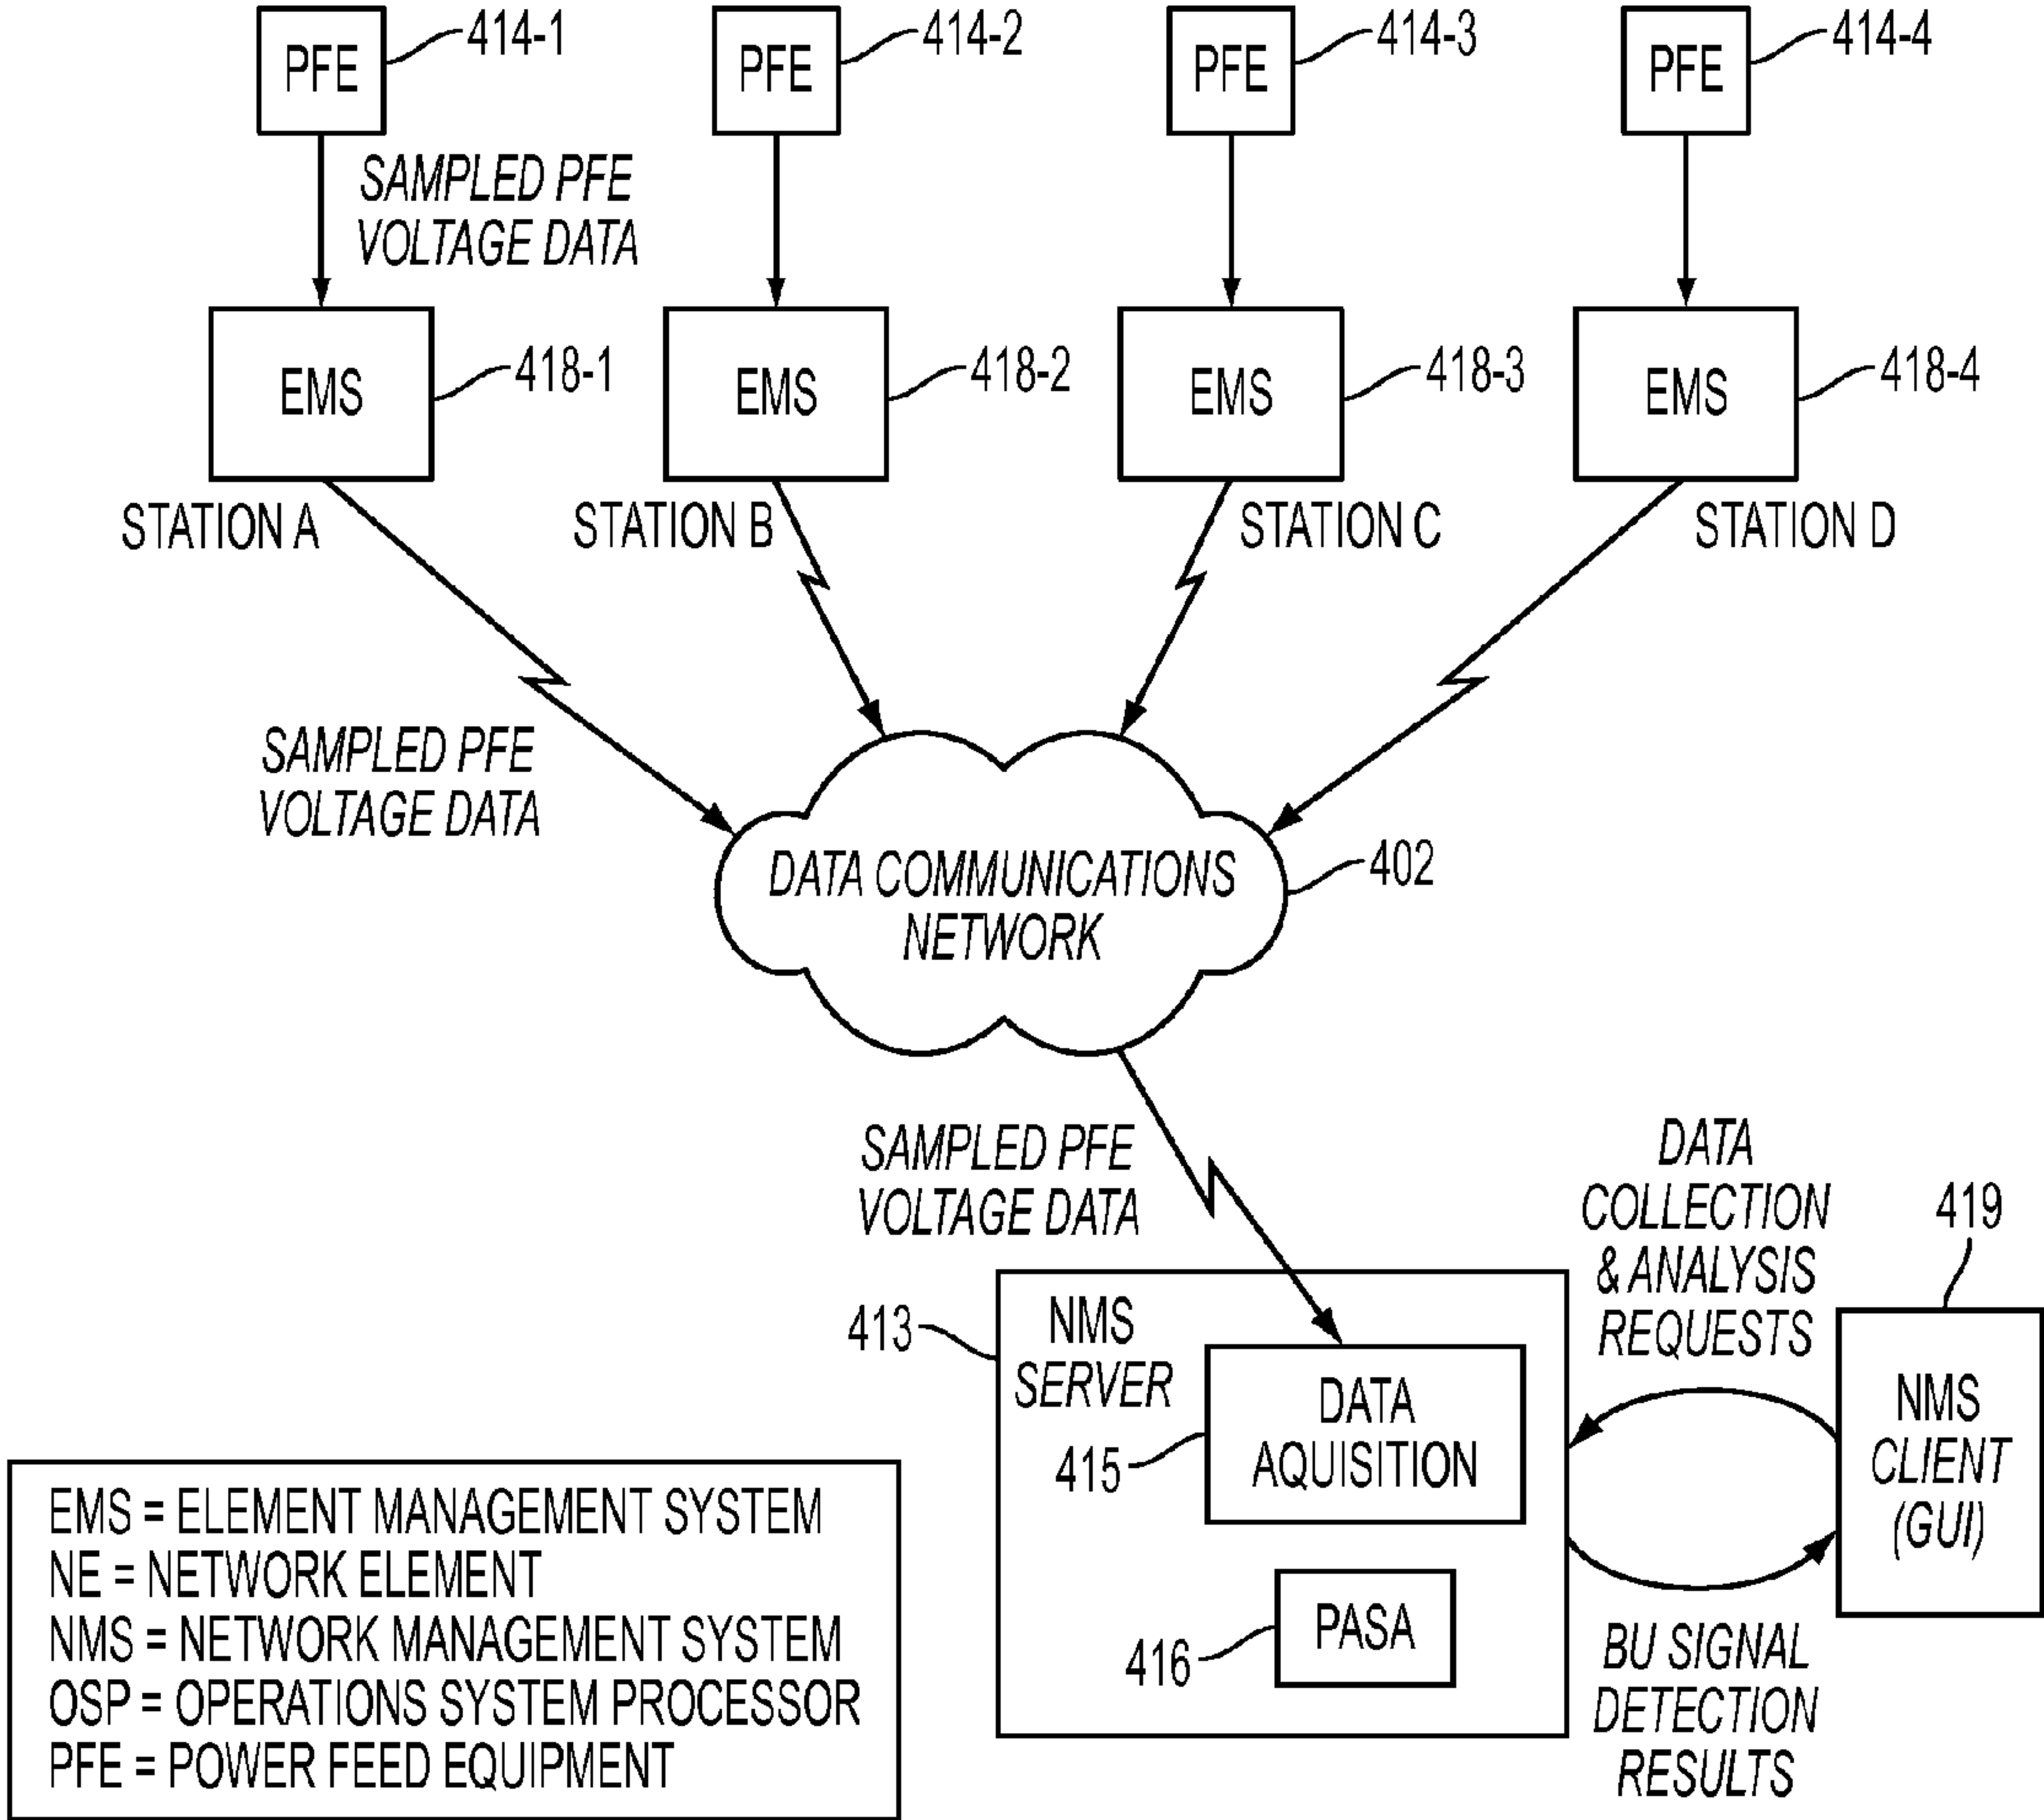 PFE
414-1
PFE
414-2
PFE
414-3
PFE
414-4
SAMPLED PFE
VOLTAGE DATA
EMS
418-1
EMS
418-2
EMS
418-3
EMS
418-4
STATION A
STATION B
STATION C
STATION D
SAMPLED PFE
VOLTAGE DATA
DATA COMMUNICATIONS
NETWORK
402
SAMPLED PFE
VOLTAGE DATA
DATA
COLLECTION
& ANALYSIS
REQUESTS
419
413
NMS
SERVER
DATA
AQUISITION
415
PASA
416
NMS
CLIENT
(GUI)
BU SIGNAL
DETECTION
RESULTS
EMS = ELEMENT MANAGEMENT SYSTEM
NE = NETWORK ELEMENT
NMS = NETWORK MANAGEMENT SYSTEM
OSP = OPERATIONS SYSTEM PROCESSOR
PFE = POWER FEED EQUIPMENT